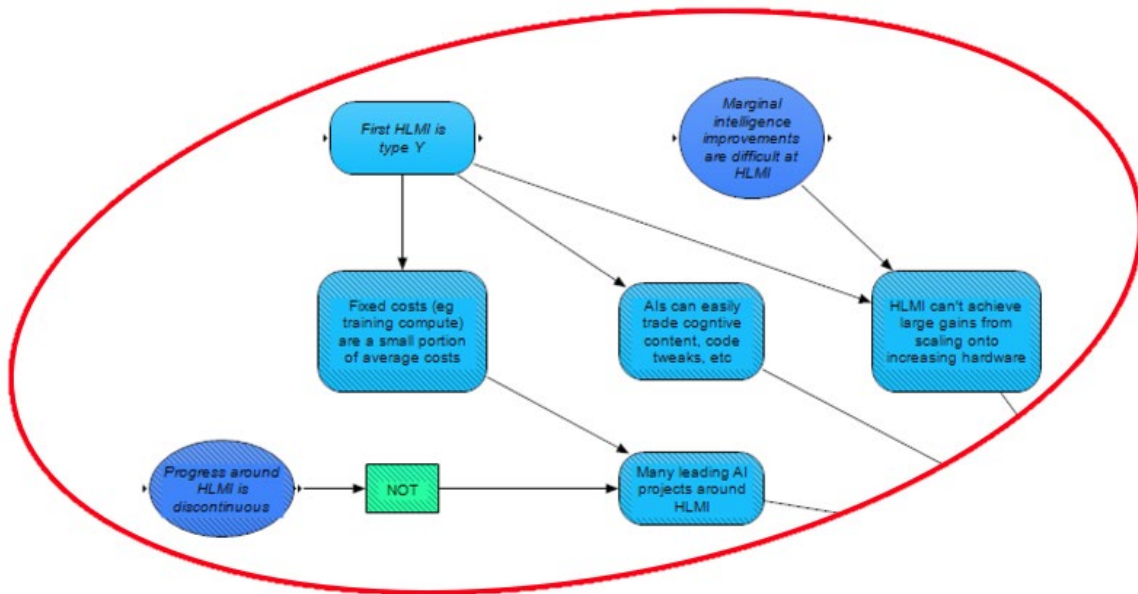 First HLMI is
type Y
Marginal
intelligence
improvements
are difficult at
HLMI
Fixed costs (eg
training compute)
are a small portion
of average costs
AIs can easily
trade cogntive
content, code
tweaks, etc
HLMI can't achieve
large gains from
scaling onto
increasing hardware
Progress around
HLMI is
discontinuous
NOT
Many leading AI
projects around
HLMI